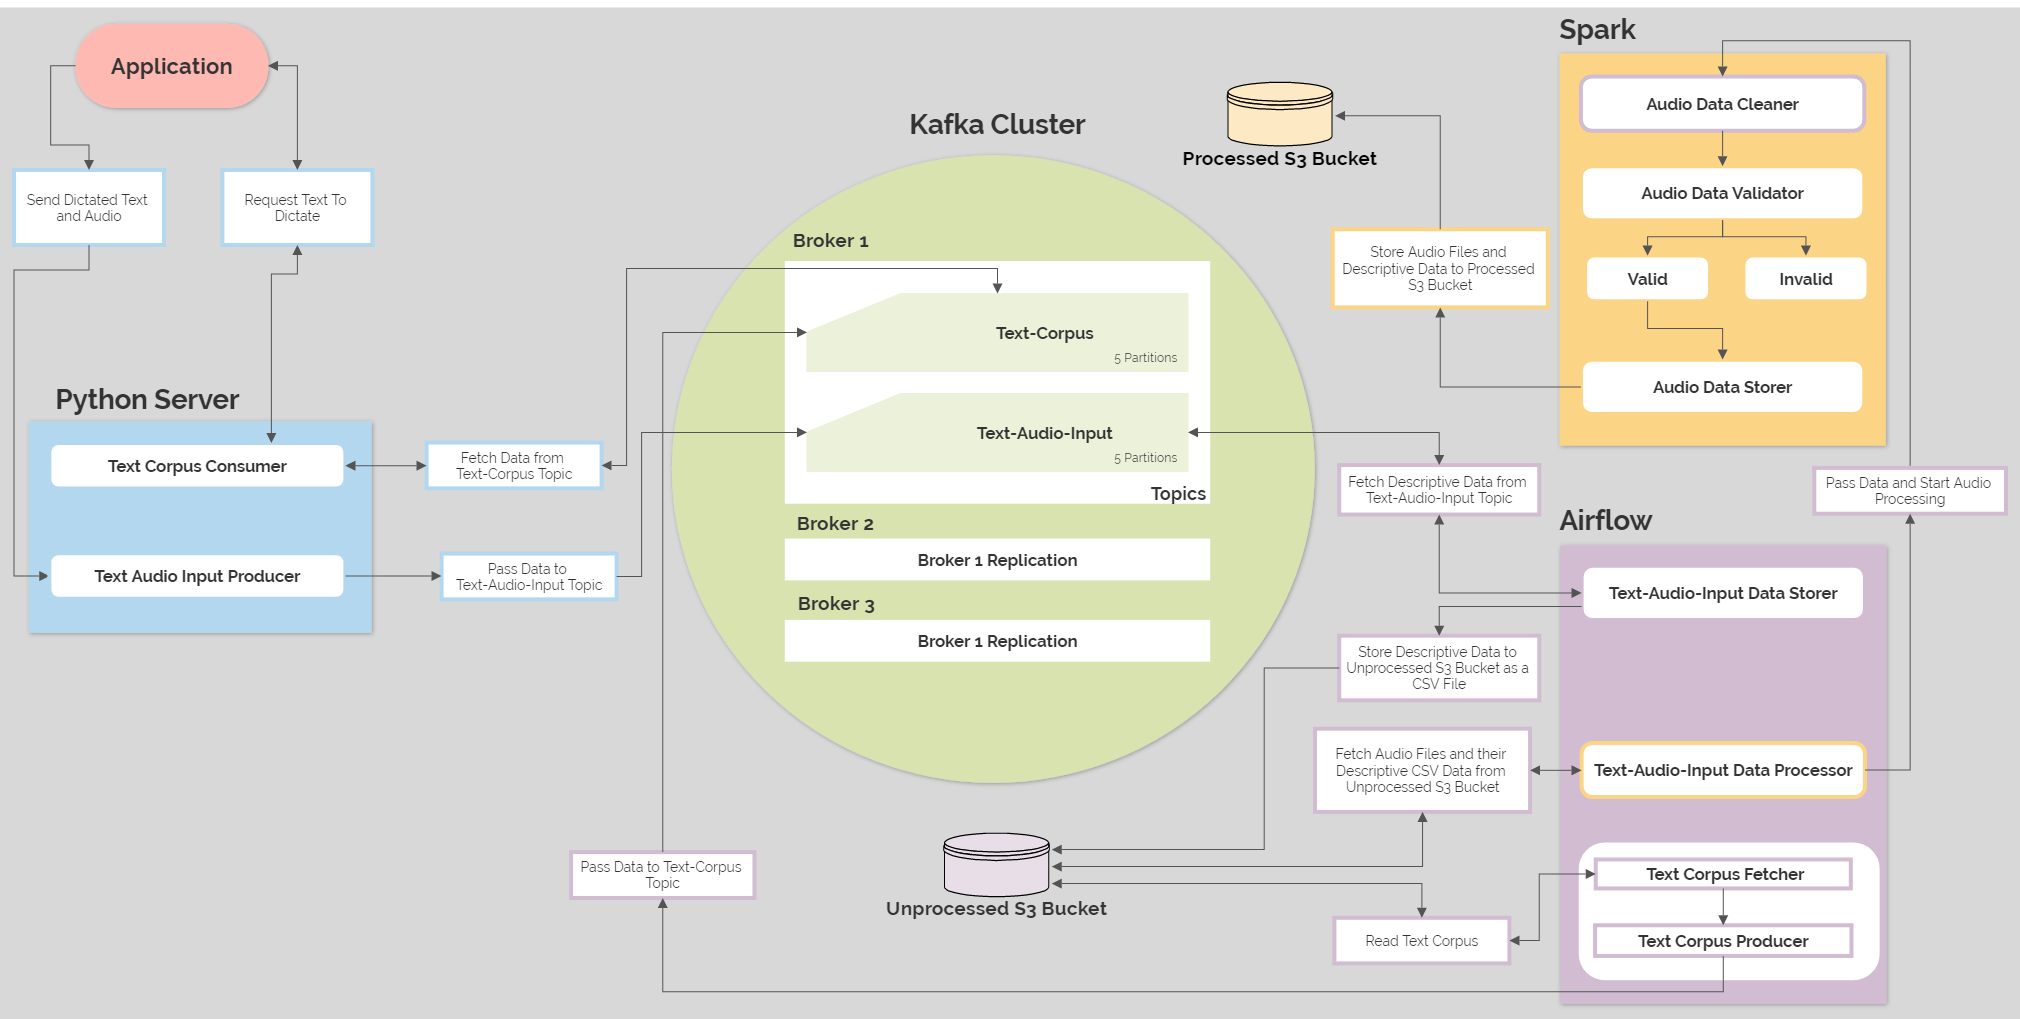 Application
Send Dictated Text
and Audio
Request Text To
Dictate
Python Server
Text Corpus Consumer
Text Audio Input Producer
Fetch Data from
Text-Corpus Topic
Pass Data to
Text-Audio-Input Topic
Kafka Cluster
Broker 1
Text-Corpus
5 Partitions
Text-Audio-Input
5 Partitions
Topics
Broker 2
Broker 1 Replication
Broker 3
Broker 1 Replication
Pass Data to Text-Corpus
Topic
Unprocessed S3 Bucket
Processed S3 Bucket
Store Audio Files and
Descriptive Data to Processed
S3 Bucket
Fetch Descriptive Data from
Text-Audio-Input Topic
Store Descriptive Data to
Unprocessed S3 Bucket as a
CSV File
Fetch Audio Files and their
Descriptive CSV Data from
Unprocessed S3 Bucket
Read Text Corpus
Spark
Audio Data Cleaner
Audio Data Validator
Valid
Invalid
Audio Data Storer
Pass Data and Start Audio
Processing
Airflow
Text-Audio-Input Data Storer
Text-Audio-Input Data Processor
Text Corpus Fetcher
Text Corpus Producer